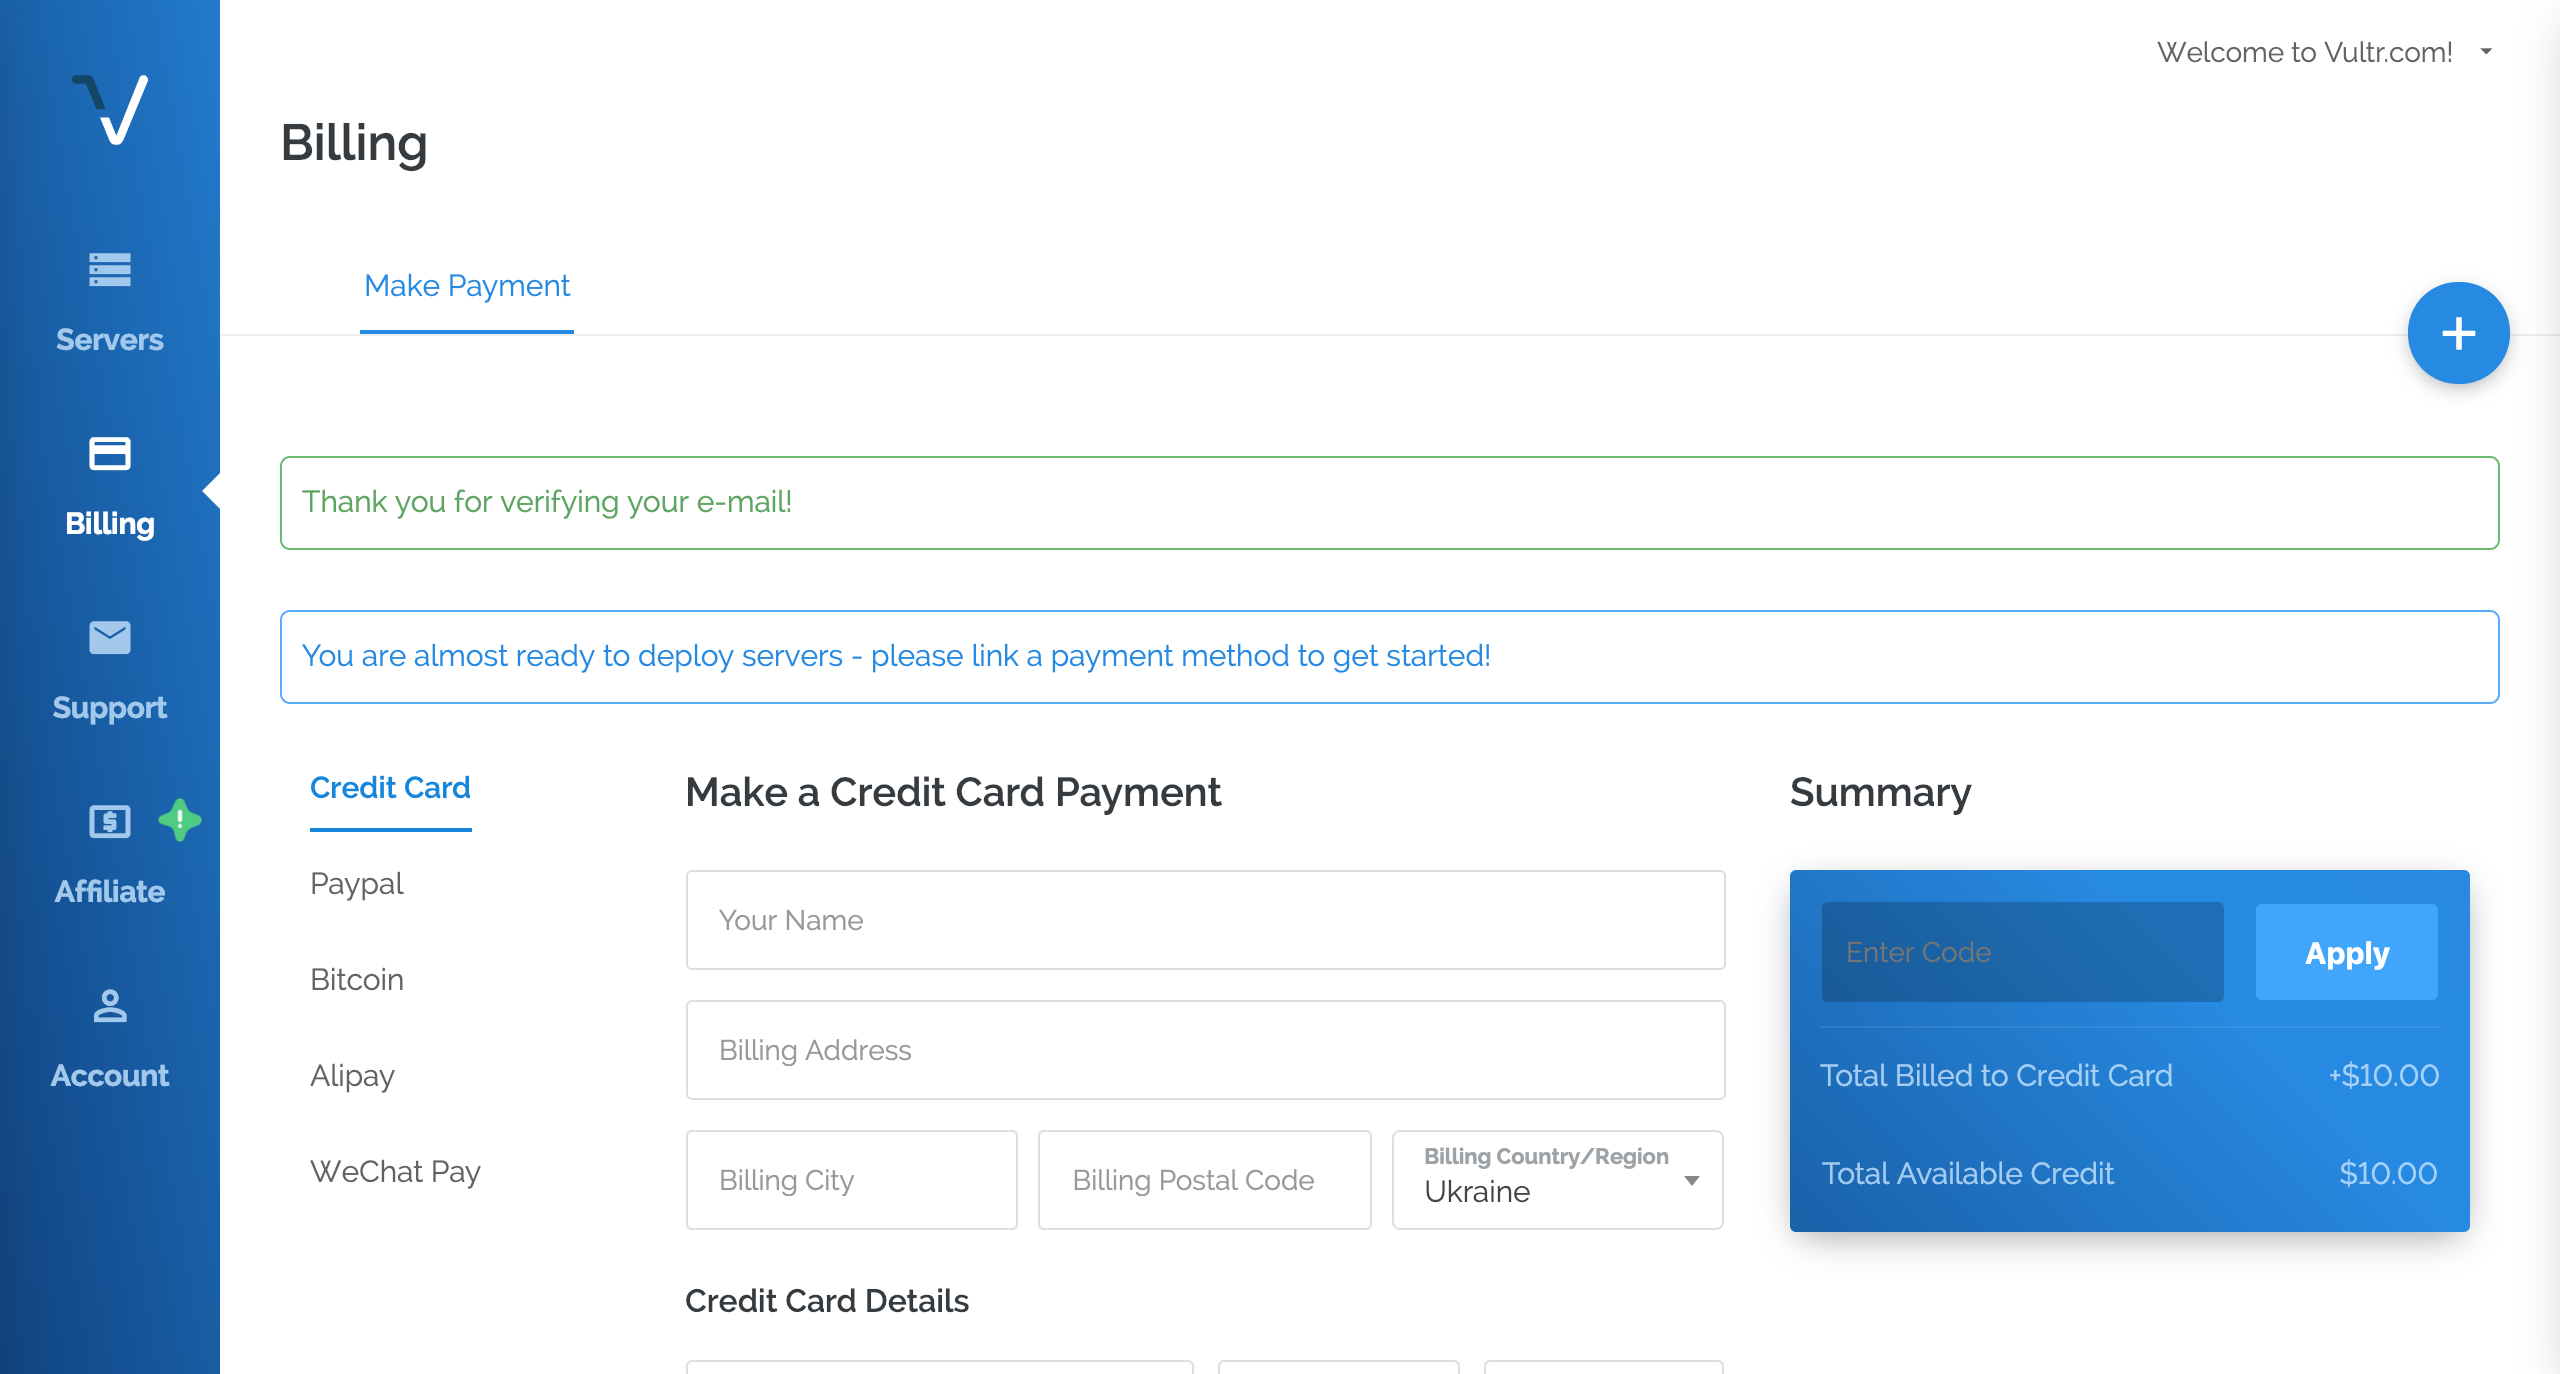 Welcome to Vultr.com!
Billing
Make Payment
Servers
Billing
Support
Affiliate
Account
Thank you for verifying your e-mail!
You are almost ready to deploy servers - please link a payment method to get started!
Credit Card
Paypal
Bitcoin
Alipay
WeChat Pay
Make a Credit Card Payment
Your Name
Billing Address
Billing City
Billing Postal Code
Billing Country/Region
Ukraine
Credit Card Details
Summary
Enter Code
Apply
Total Billed to Credit Card +$10.00
Total Available Credit $10.00